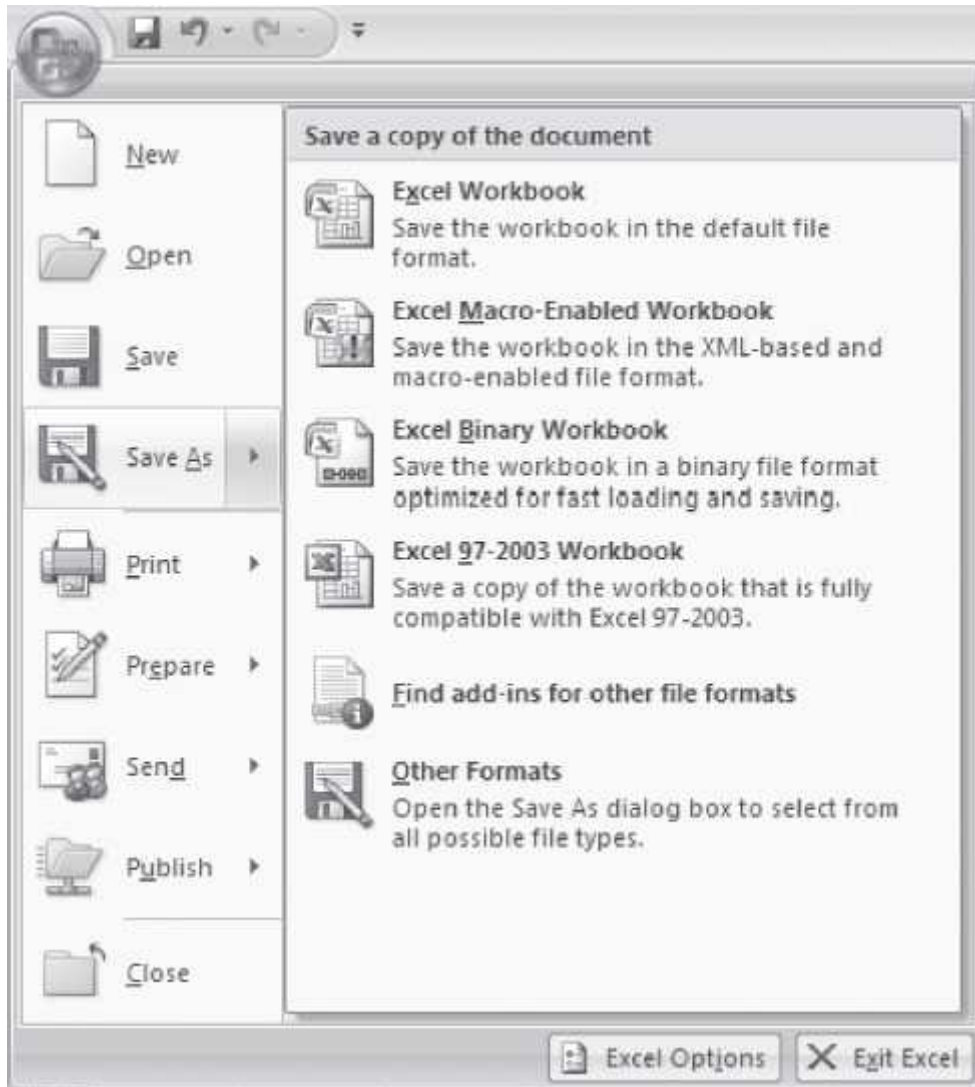 New
Open
Save
Save As
Print
Prepare
Send
Publish
Close
Save a copy of the document
Excel Workbook
Save the workbook in the default file
format.
Excel Macro-Enabled Workbook
Save the workbook in the XML-based and
macro-enabled file format.
Excel Binary Workbook
Save the workbook in a binary file format
optimized for fast loading and saving.
Excel 97-2003 Workbook
Save a copy of the workbook that is fully
compatible with Excel 97-2003.
Find add-ins for other file formats
Other Formats
Open the Save As dialog box to select from
all possible file types.
Excel Options
Exit Excel